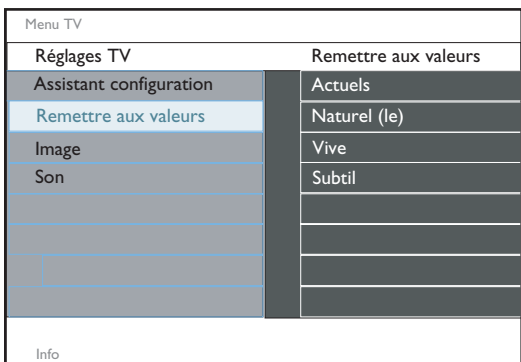 Menu TV
Réglages TV
Remettre aux valeurs
Assistant configuration
Actuels
Remettre aux valeurs
Naturel (le)
Image
Vive
Son
Subtil
Info